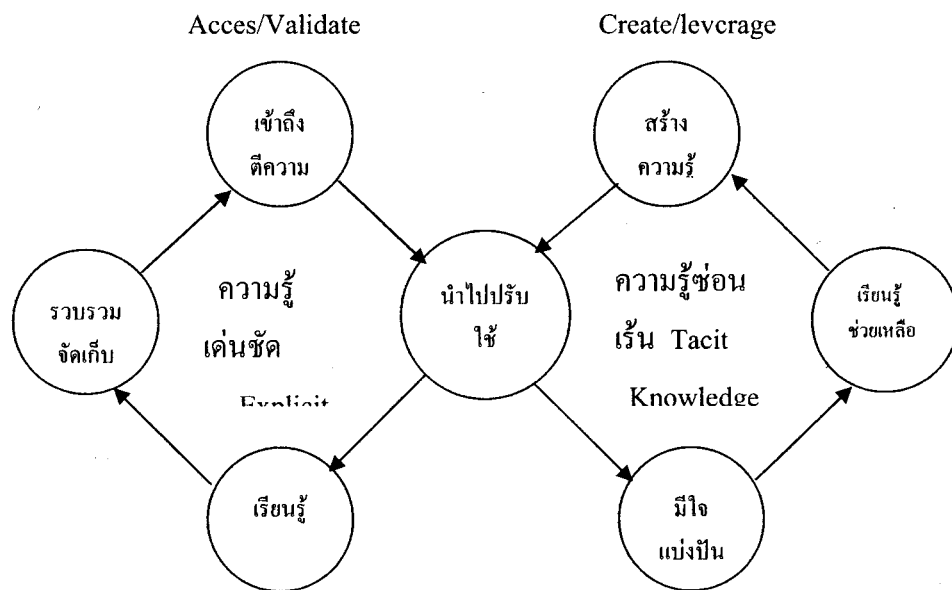 Acces/Validate
Create/leverage
เข้าถึง
ตีความ
สร้าง
ความรู้
ความรู้
เด่นชัด
Explicit
นำไปปรับ
ใช้
ความรู้ซ่อน
เร้น Tacit
Knowledge
รวบรวม
จัดเก็บ
เรียนรู้
ช่วยเหลือ
เรียนรู้
มีใจ
แบ่งปัน